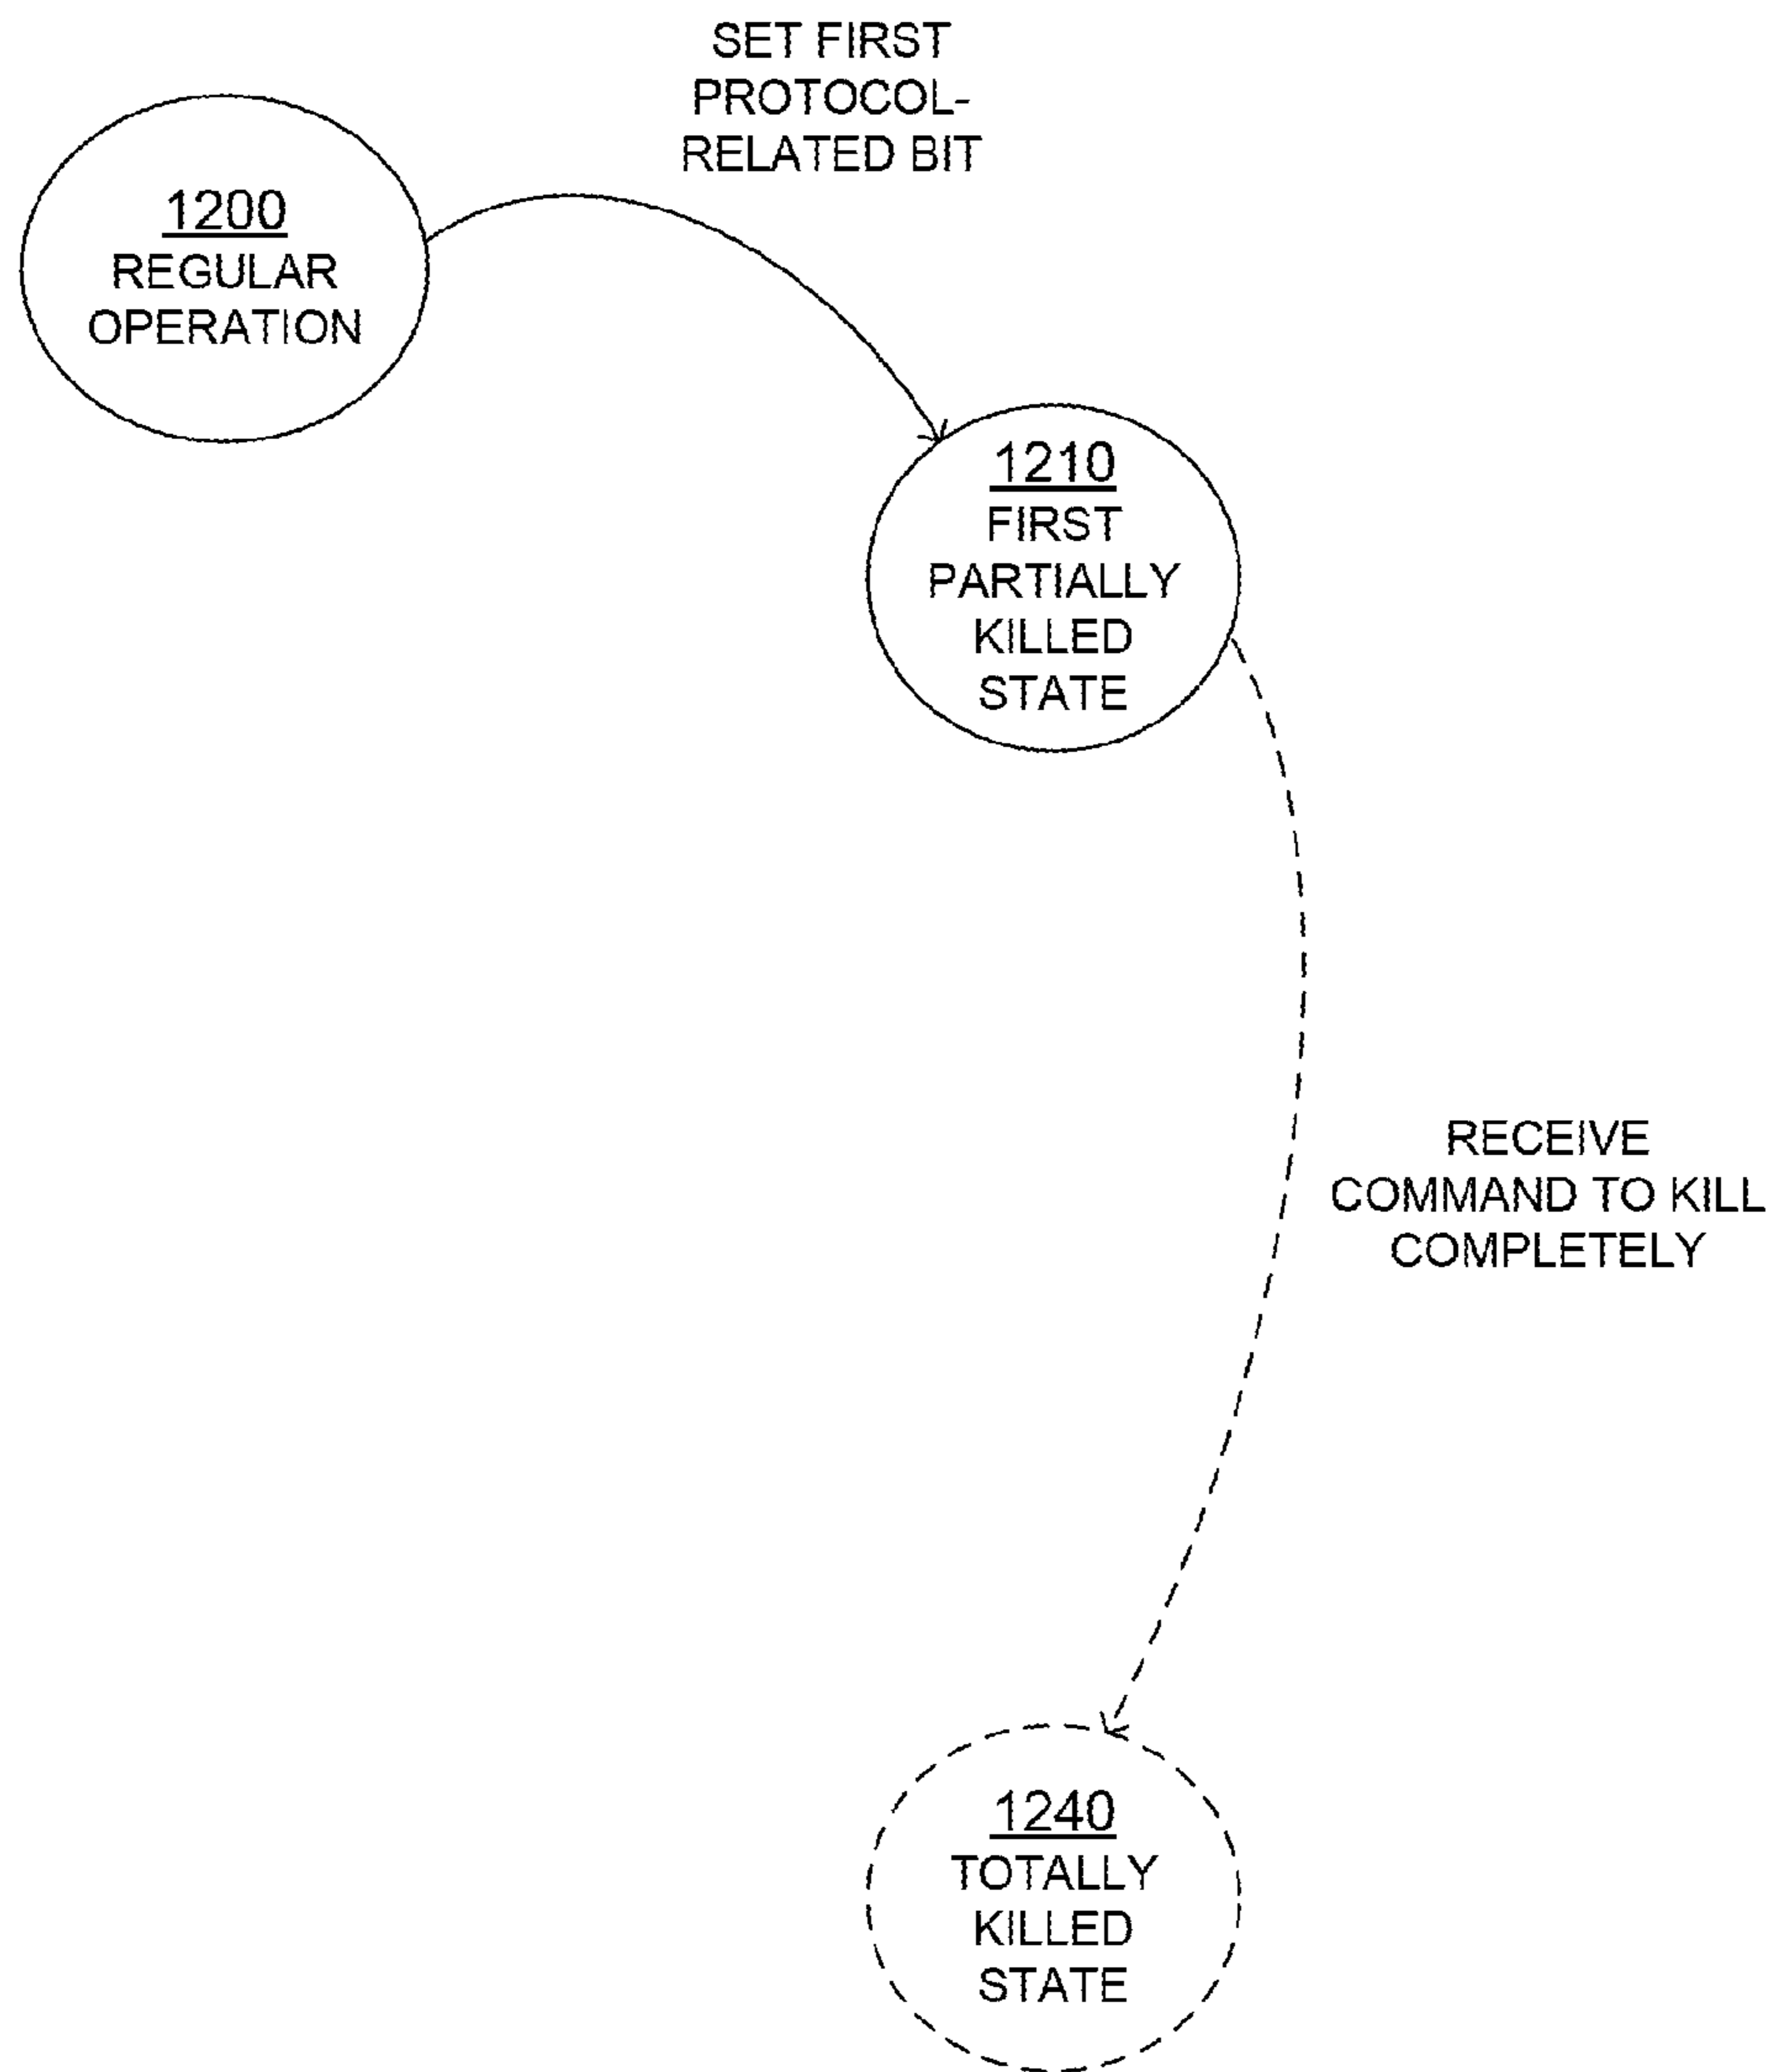 SET FIRST
PROTOCOL-
RELATED BIT
1200
REGULAR
OPERATION
1210
FIRST
PARTIALLY
KILLED
STATE
RECEIVE
COMMAND TO KILL
COMPLETELY
1240
TOTALLY
KILLED
STATE